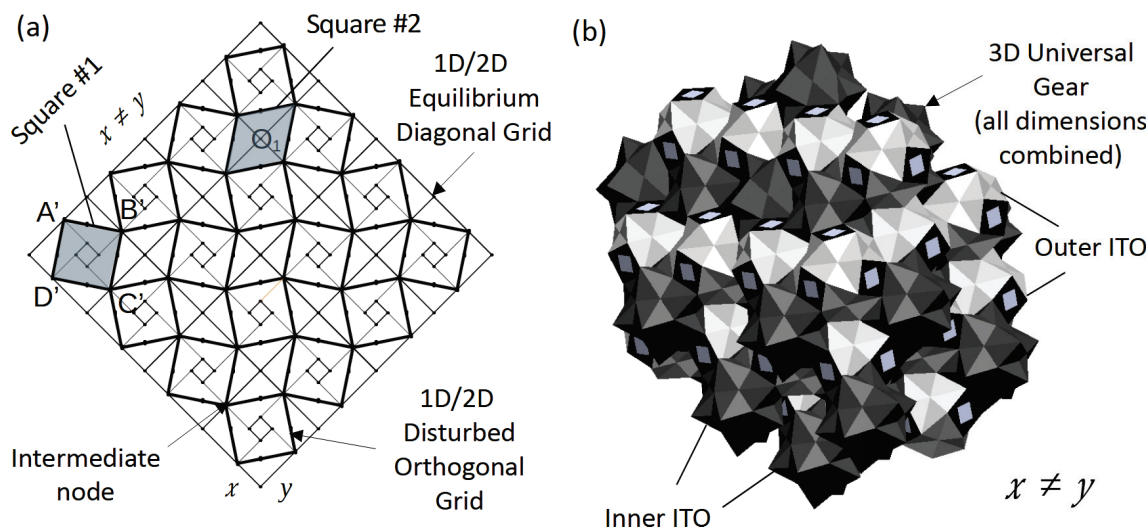 (a)
Square #2
1D/2D
Equilibrium
Diagonal Grid
Square #1
x ≠ y
O₁
A’
B’
D’
C’
Intermediate
node
x
y
1D/2D
Disturbed
Orthogonal
Grid
(b)
3D Universal
Gear
(all dimensions
combined)
Outer ITO
Inner ITO
x ≠ y